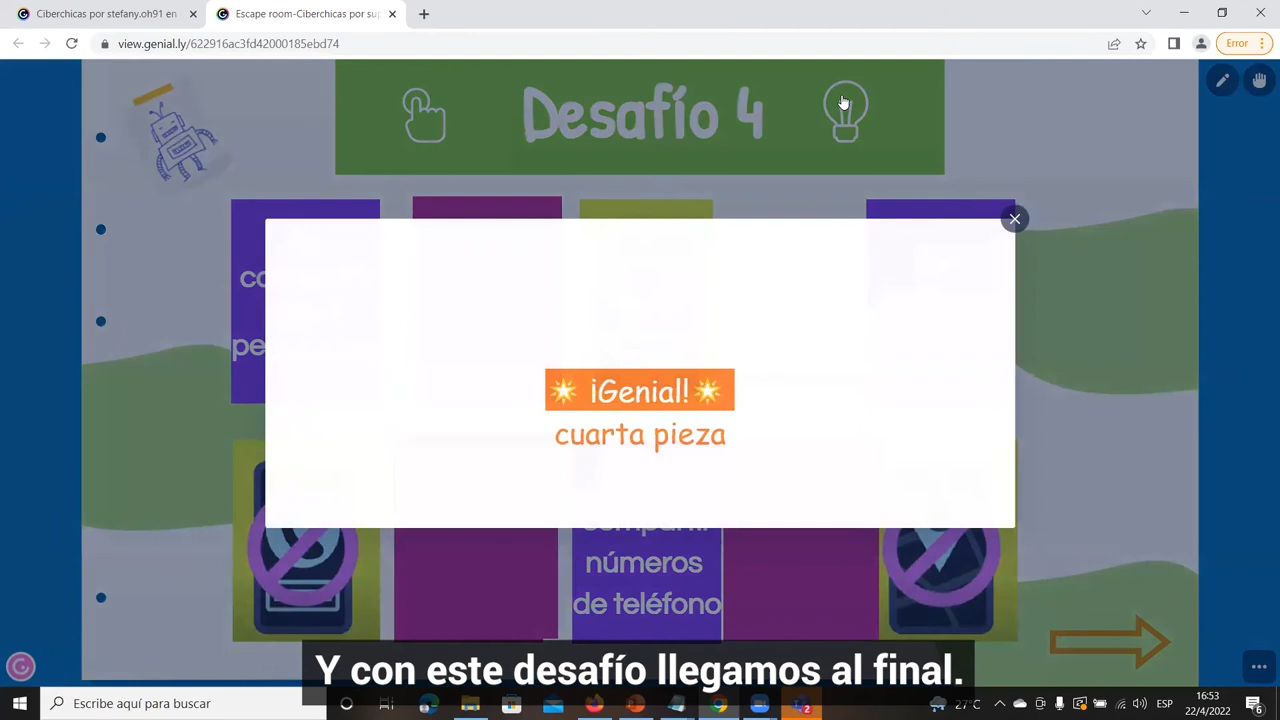 Ciberchicas por stefany.oh91 en
Escape room-Ciberchicas por su
view.genial.ly/622916ac3fd42000185ebd74
Error
Desafío 4
¡Genial!
cuarta pieza
números
de teléfono
Y con este desafío llegamos al final.
Escribe aquí para buscar
2
27°C
ESP
16:53
22/4/2022
6